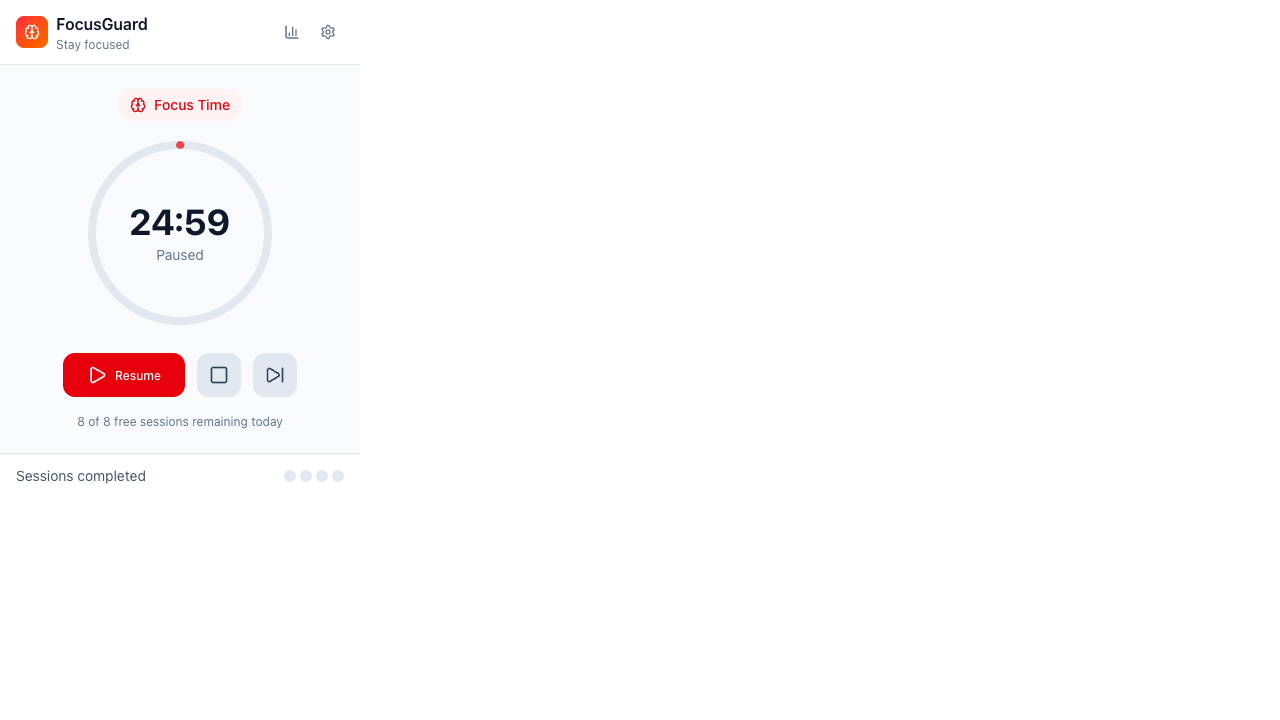 FocusGuard
Stay focused
Focus Time
24:59
Paused
Resume
8 of 8 free sessions remaining today
Sessions completed